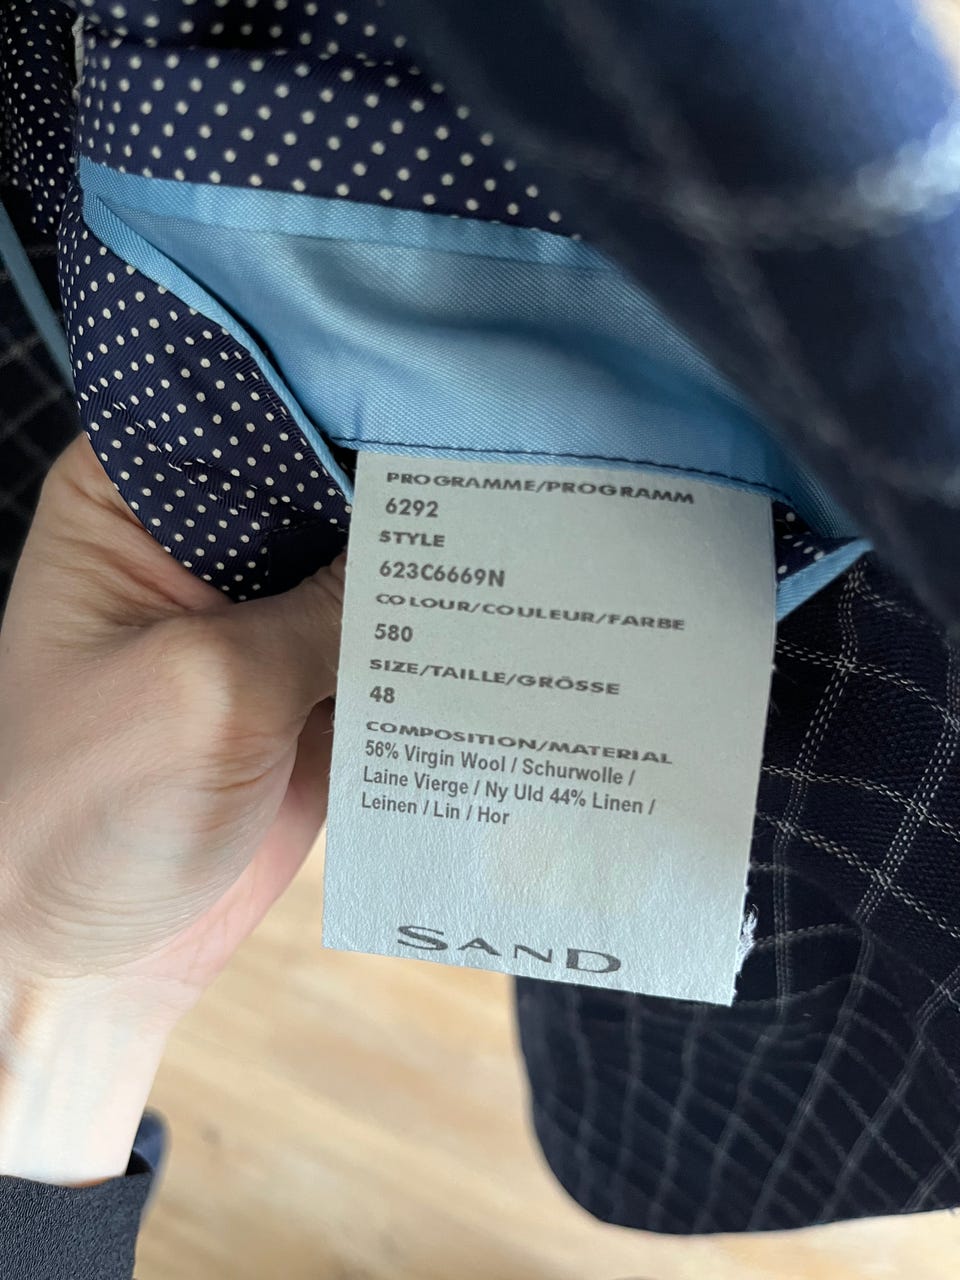 PROGRAMME/PROGRAMM
6292
STYLE
623C6669N
COLOUR/COULEUR/FARBE
580
SIZE/TAILLE/GRÖSSE
48
COMPOSITION/MATERIAL
56% Virgin Wool / Schurwolle /
Laine Vierge / Ny Uld 44% Linen /
Leinen / Lin / Hor
SAND